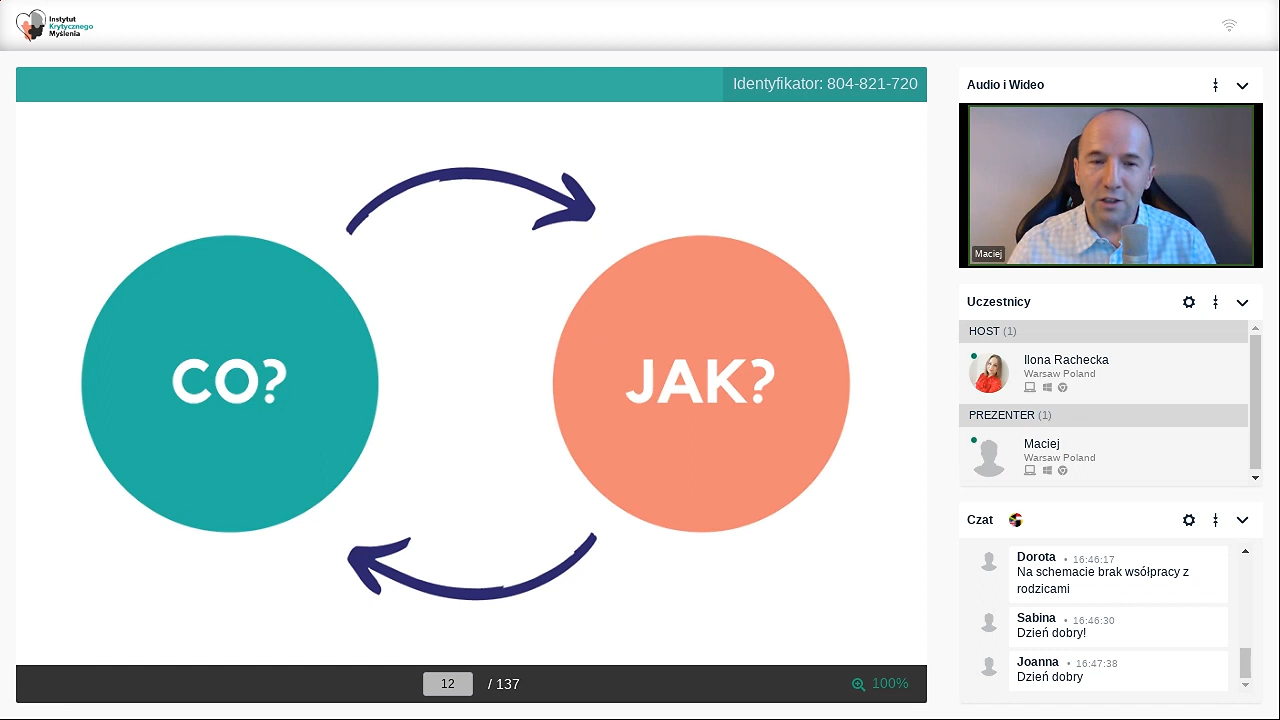 Instytut
Krytycznego
Myślenia
Identyfikator: 804-821-720
CO?
JAK?
12 / 137
100%
Audio i Wideo
Maciej
Uczestnicy
HOST (1)
Ilona Rachecka
Warsaw Poland
PREZENTER (1)
Maciej
Warsaw Poland
Czat
Dorota • 16:46:17
Na schemacie brak wsółpracy z
rodzicami
Sabina • 16:46:30
Dzień dobry!
Joanna • 16:47:38
Dzień dobry